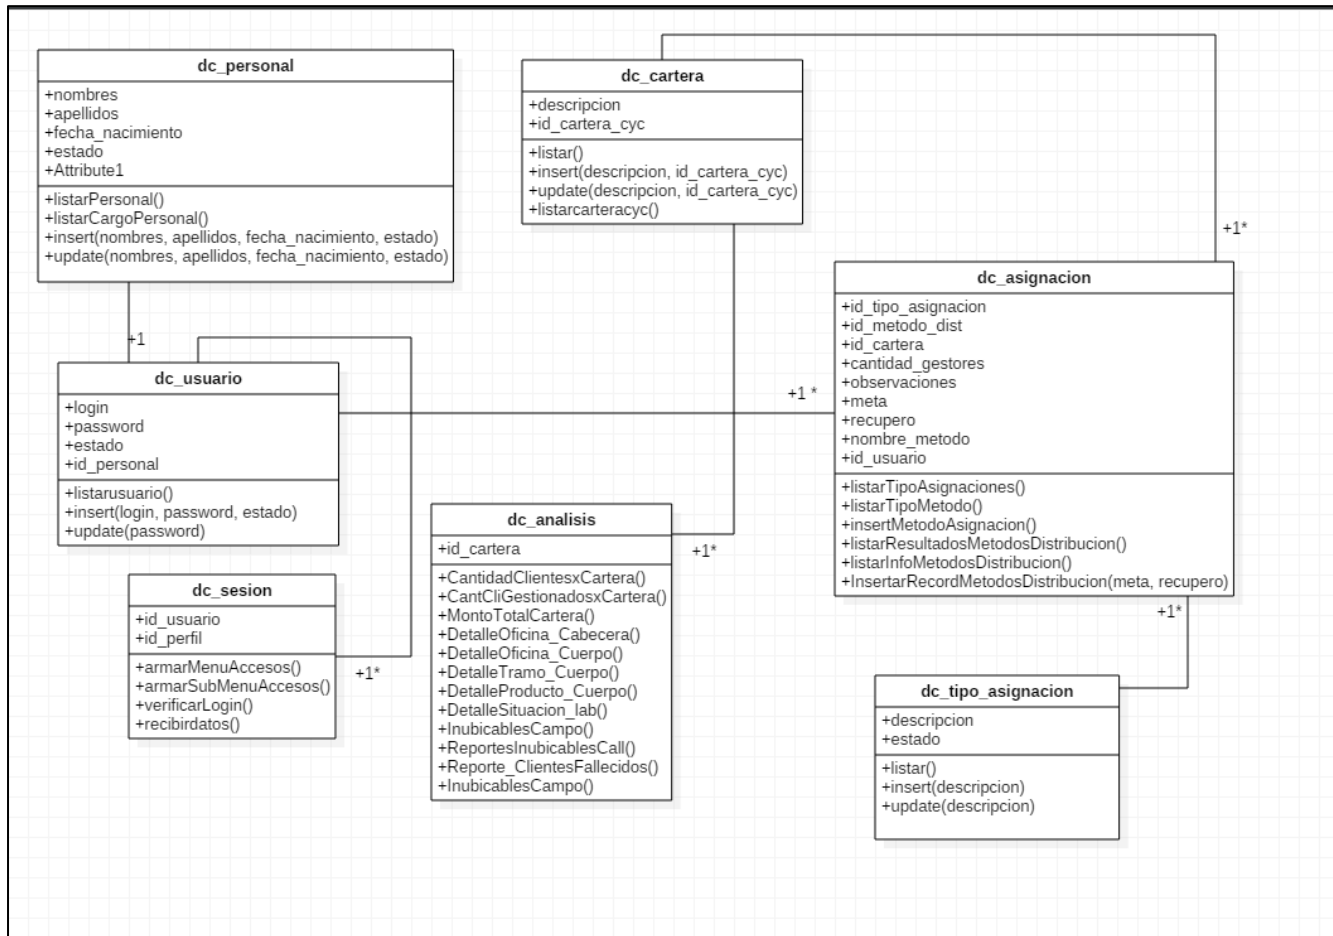 dc_personal
+nombres
+apellidos
+fecha_nacimiento
+estado
+Attribute1
+listarPersonal()
+listarCargoPersonal()
+insert(nombres, apellidos, fecha_nacimiento, estado)
+update(nombres, apellidos, fecha_nacimiento, estado)
+1
dc_cartera
+descripcion
+id_cartera_cyc
+listar()
+insert(descripcion, id_cartera_cyc)
+update(descripcion, id_cartera_cyc)
+listarcarteracyc()
+1*
dc_asignacion
+id_tipo_asignacion
+id_metodo_dist
+id_cartera
+cantidad_gestores
+observaciones
+meta
+recupero
+nombre_metodo
+id_usuario
+listarTipoAsignaciones()
+listarTipoMetodo()
+insertMetodoAsignacion()
+listarResultadosMetodosDistribucion()
+listarInfoMetodosDistribucion()
+InsertarRecordMetodosDistribucion(meta, recupero)
+1*
dc_usuario
+login
+password
+estado
+id_personal
+listarusuario()
+insert(login, password, estado)
+update(password)
+1 *
dc_sesion
+id_usuario
+id_perfil
+armarMenuAccesos()
+armarSubMenuAccesos()
+verificarLogin()
+recibirdatos()
+1*
dc_analisis
+id_cartera
+CantidadClientesxCartera()
+CantCliGestionadosxCartera()
+MontoTotalCartera()
+DetalleOficina_Cabecera()
+DetalleOficina_Cuerpo()
+DetalleTramo_Cuerpo()
+DetalleProducto_Cuerpo()
+DetalleSituacion_lab()
+InubicablesCampo()
+ReportesInubicablesCall()
+Reporte_ClientesFallecidos()
+InubicablesCampo()
+1*
dc_tipo_asignacion
+descripcion
+estado
+listar()
+insert(descripcion)
+update(descripcion)